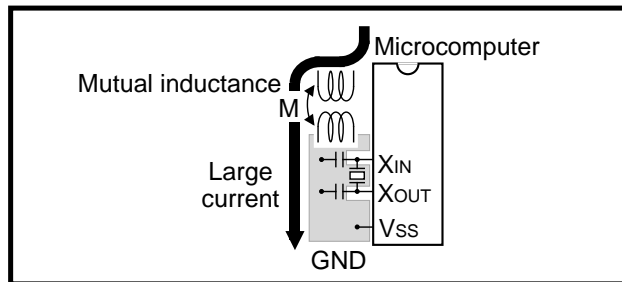 Microcomputer
Mutual inductance
M
Large
current
XIN
XOUT
VSS
GND